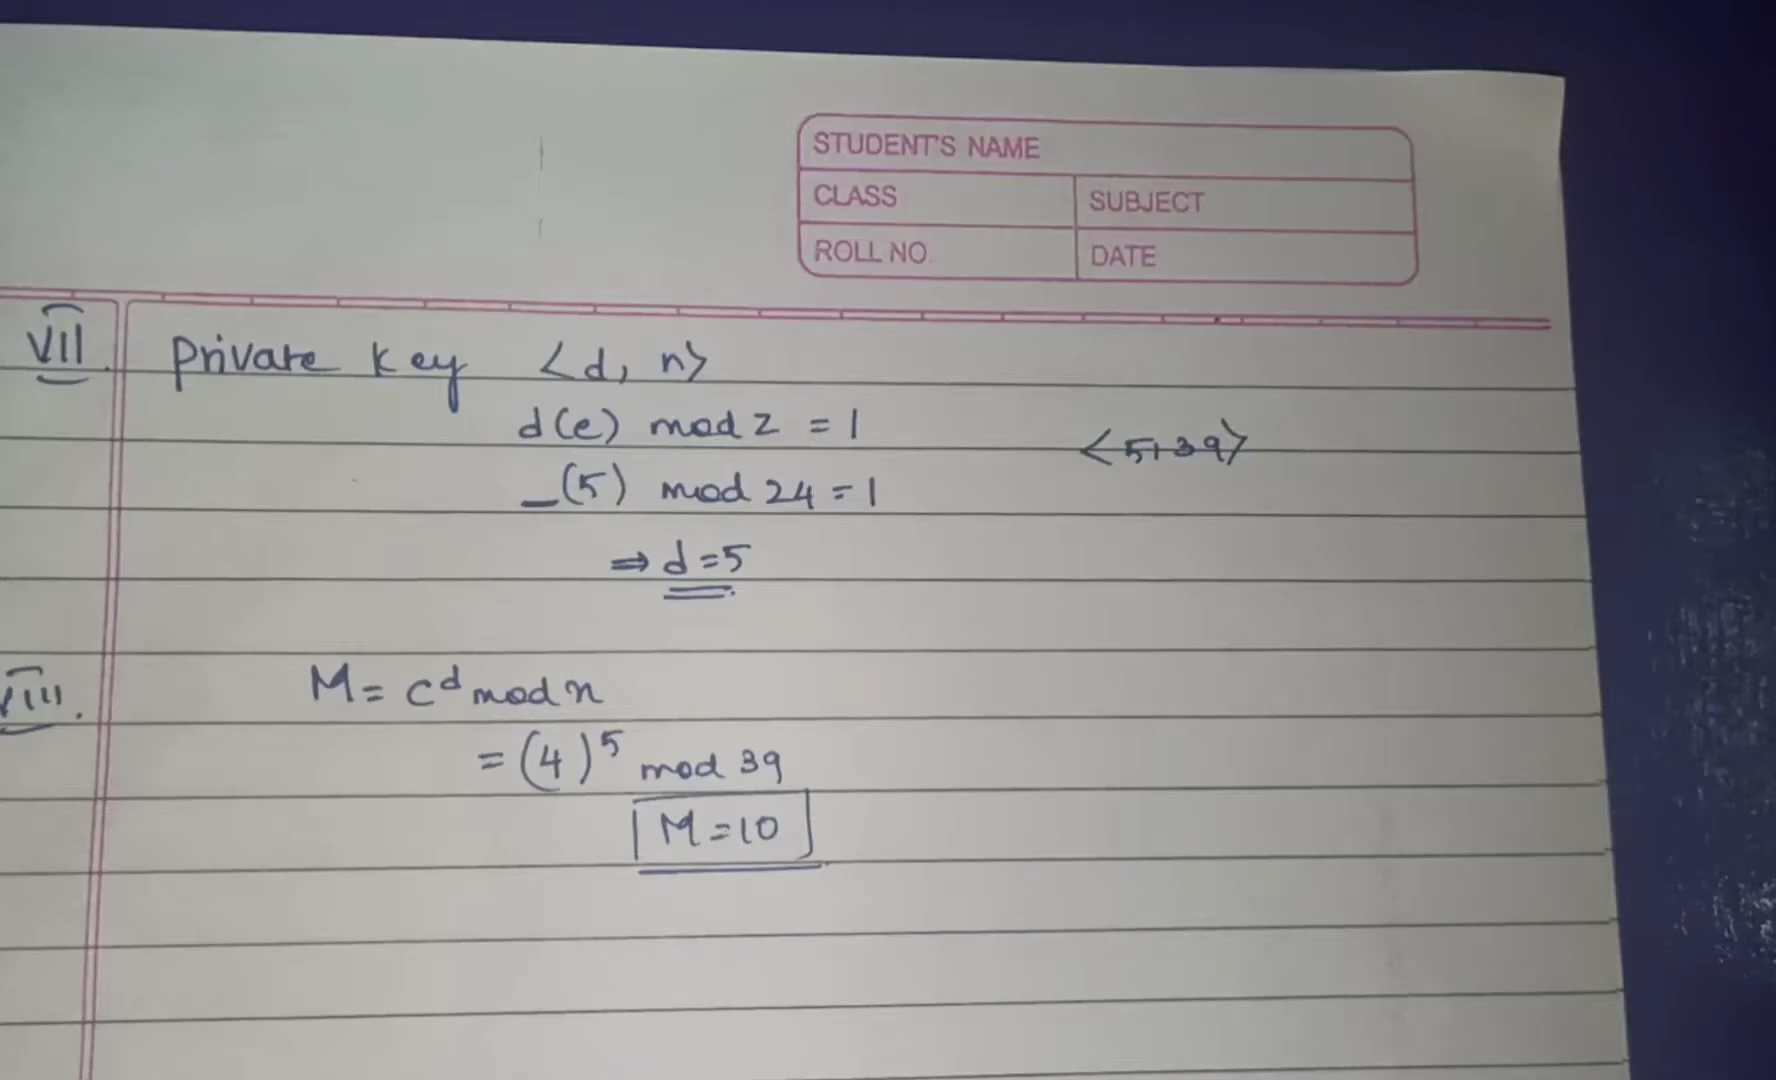 STUDENT'S NAME
CLASS SUBJECT
ROLL NO. DATE
VII. Private key <d, n>
d(e) mod z = 1 <5, 39>
_(5) mod 24 = 1
⇒ d = 5
VIII. M = c^d mod n
= (4)^5 mod 39
M = 10